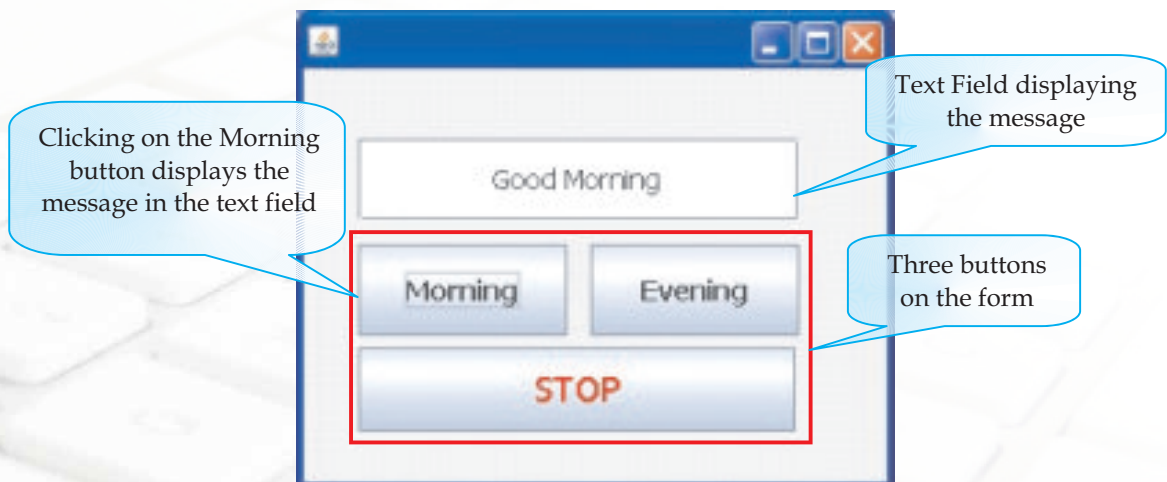 Text Field displaying
the message
Clicking on the Morning
button displays the
message in the text field
Good Morning
Morning
Evening
Three buttons
on the form
STOP